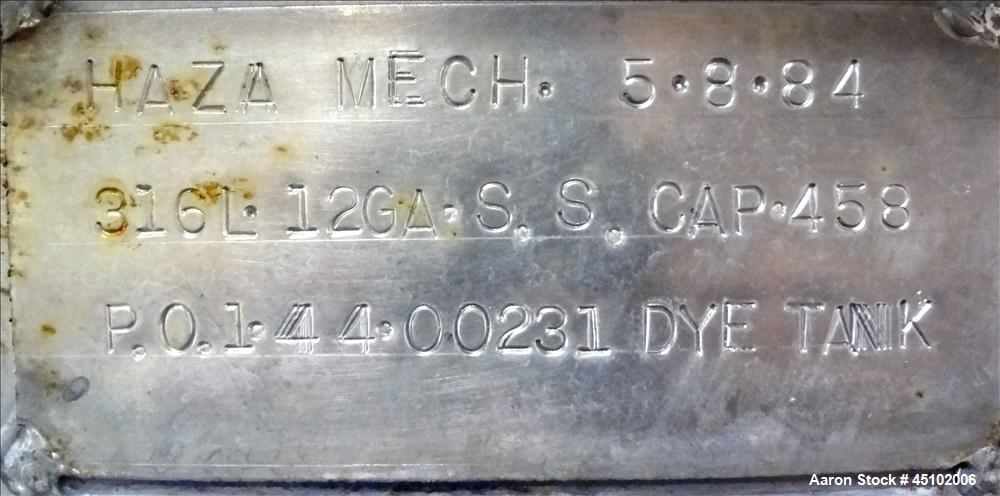 HAZA MECH. 5·8·84
316L·12GA·S.S. CAP·458
P.O.1·44·00231 DYE TANK
Aaron Stock # 45102006